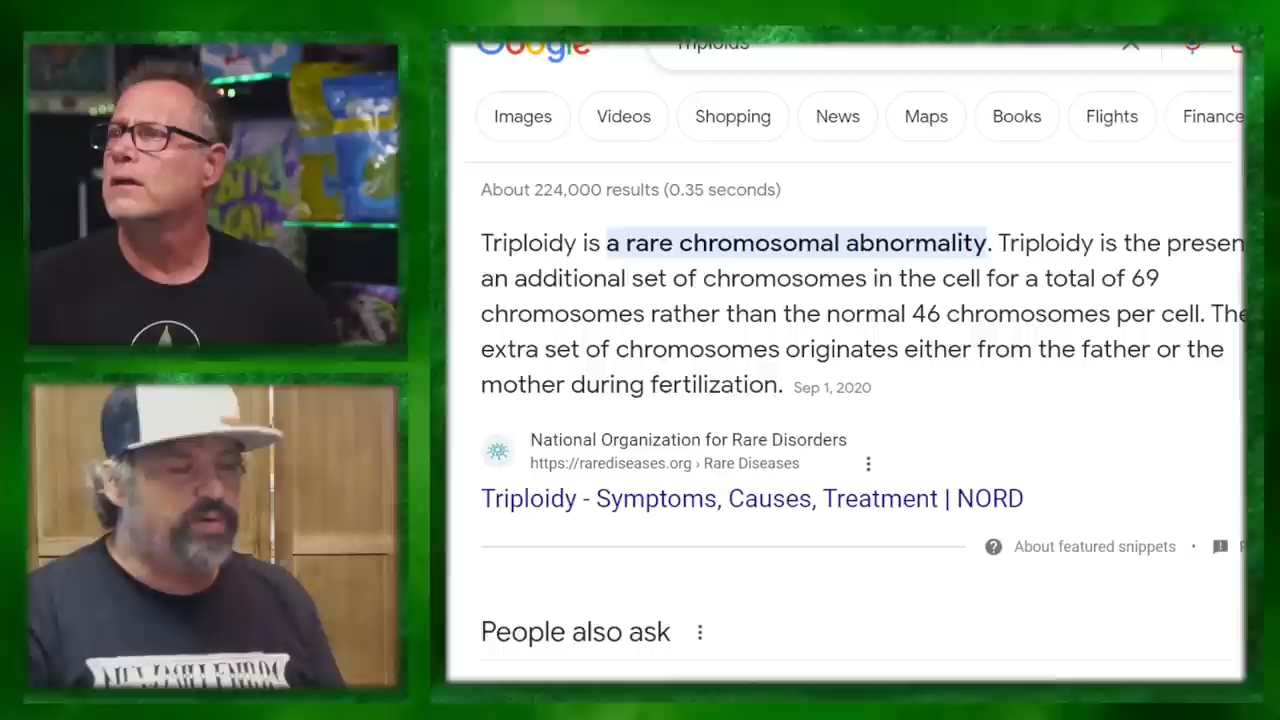 Google
Triploids
Images
Videos
Shopping
News
Maps
Books
Flights
Finance
About 224,000 results (0.35 seconds)
Triploidy is a rare chromosomal abnormality. Triploidy is the presen
an additional set of chromosomes in the cell for a total of 69
chromosomes rather than the normal 46 chromosomes per cell. The
extra set of chromosomes originates either from the father or the
mother during fertilization. Sep 1, 2020
National Organization for Rare Disorders
https://rarediseases.org › Rare Diseases
Triploidy - Symptoms, Causes, Treatment | NORD
About featured snippets
People also ask